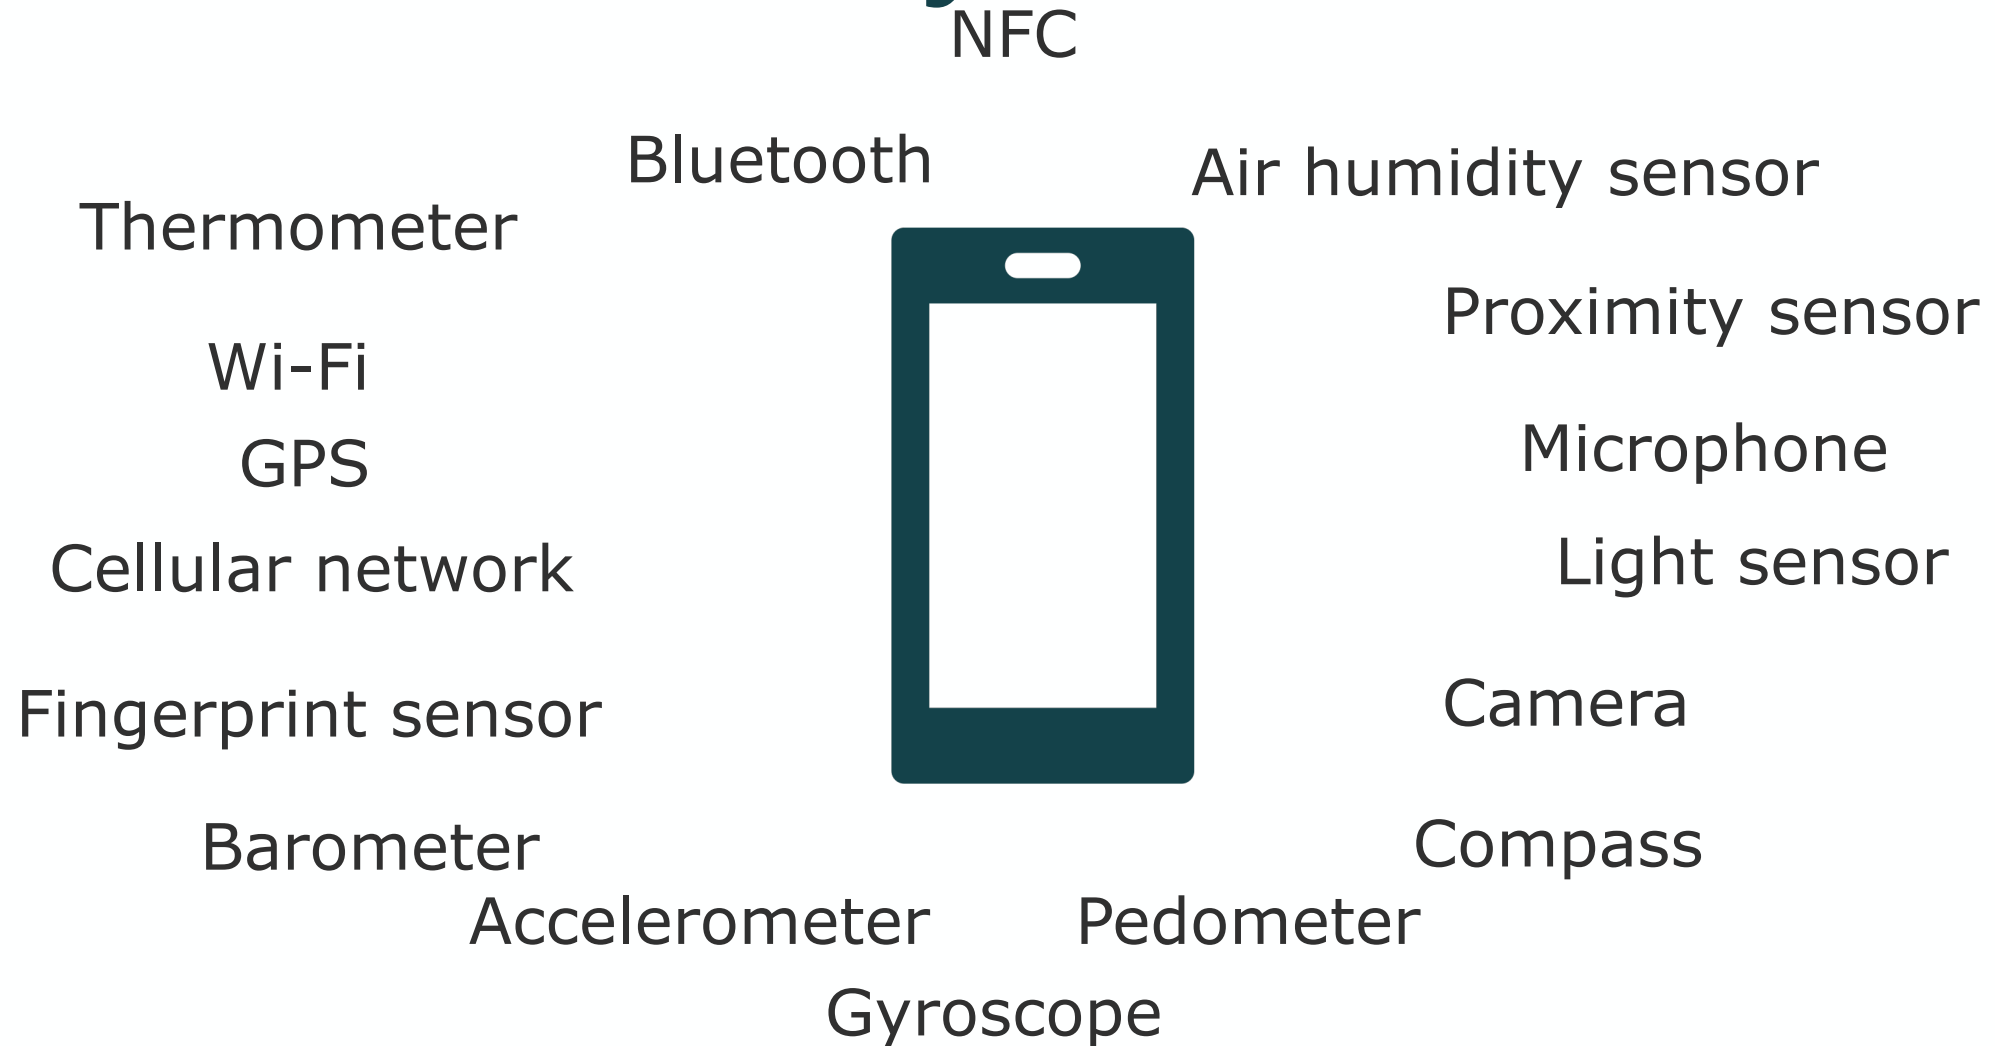 NFC
Bluetooth
Air humidity sensor
Thermometer
Proximity sensor
Wi-Fi
Microphone
GPS
Light sensor
Cellular network
Camera
Fingerprint sensor
Compass
Barometer
Accelerometer
Pedometer
Gyroscope